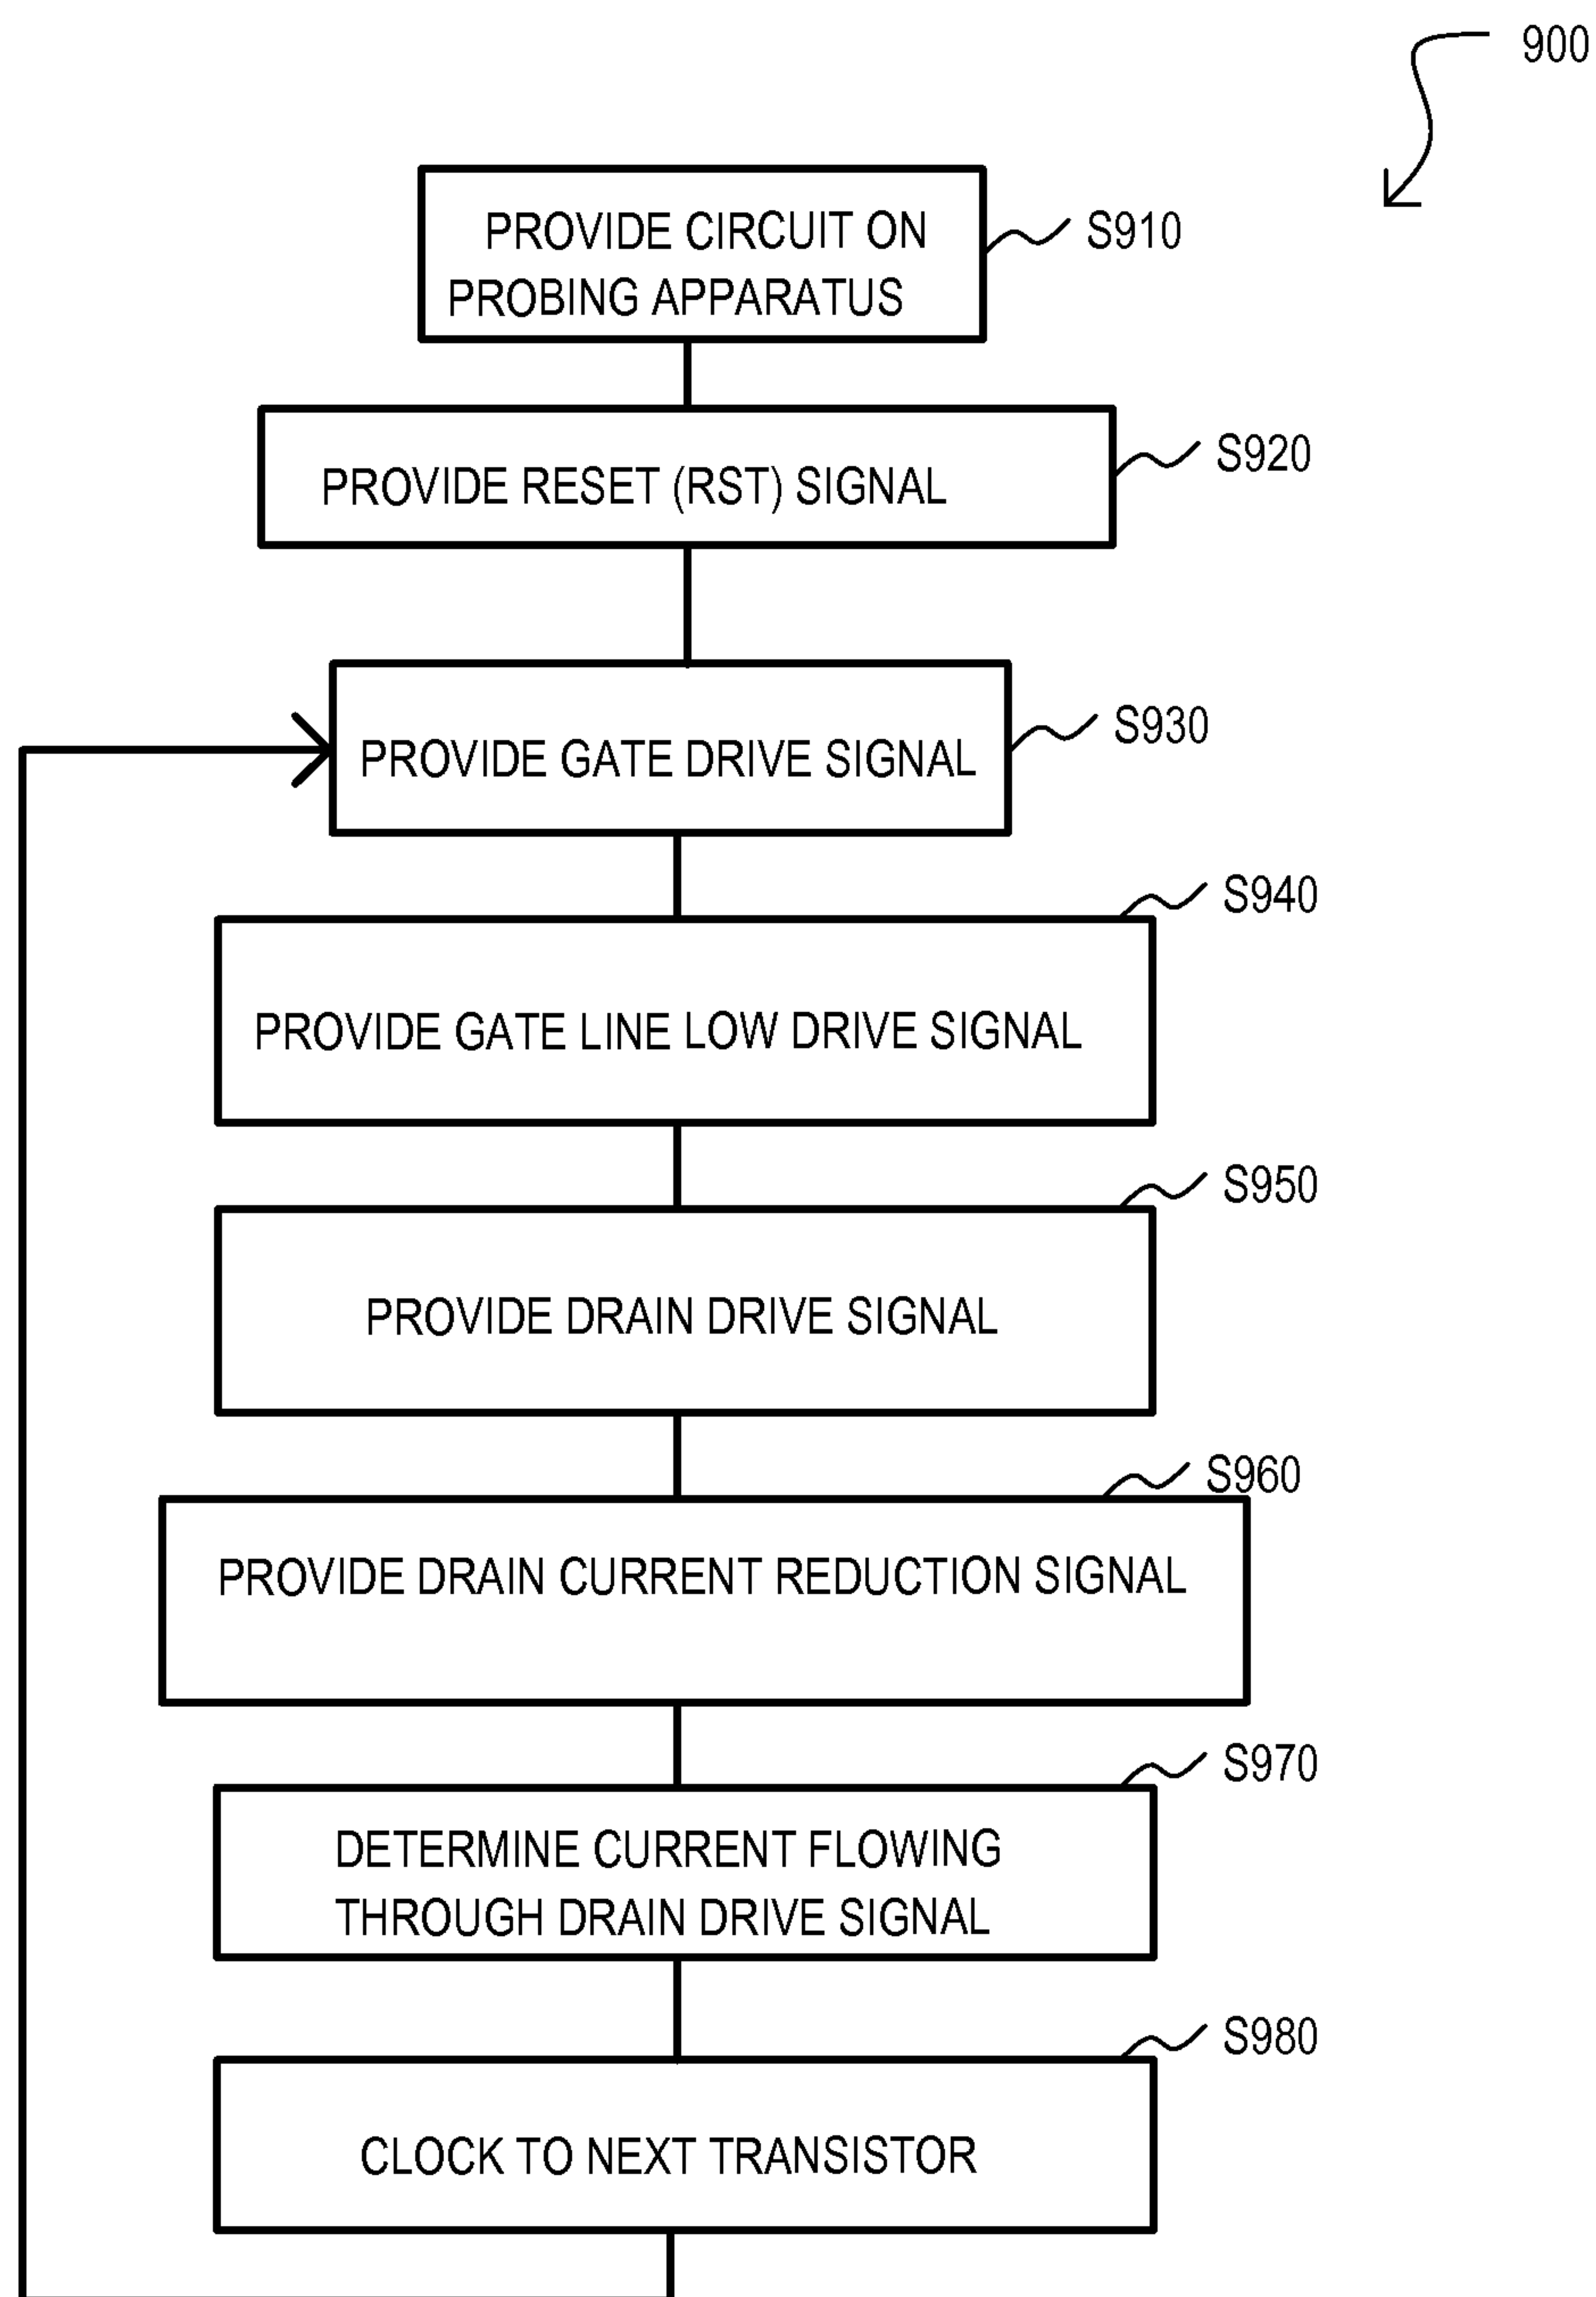 900
PROVIDE CIRCUIT ON
PROBING APPARATUS
S910
PROVIDE RESET (RST) SIGNAL
S920
PROVIDE GATE DRIVE SIGNAL
S930
S940
PROVIDE GATE LINE LOW DRIVE SIGNAL
S950
PROVIDE DRAIN DRIVE SIGNAL
S960
PROVIDE DRAIN CURRENT REDUCTION SIGNAL
S970
DETERMINE CURRENT FLOWING
THROUGH DRAIN DRIVE SIGNAL
S980
CLOCK TO NEXT TRANSISTOR